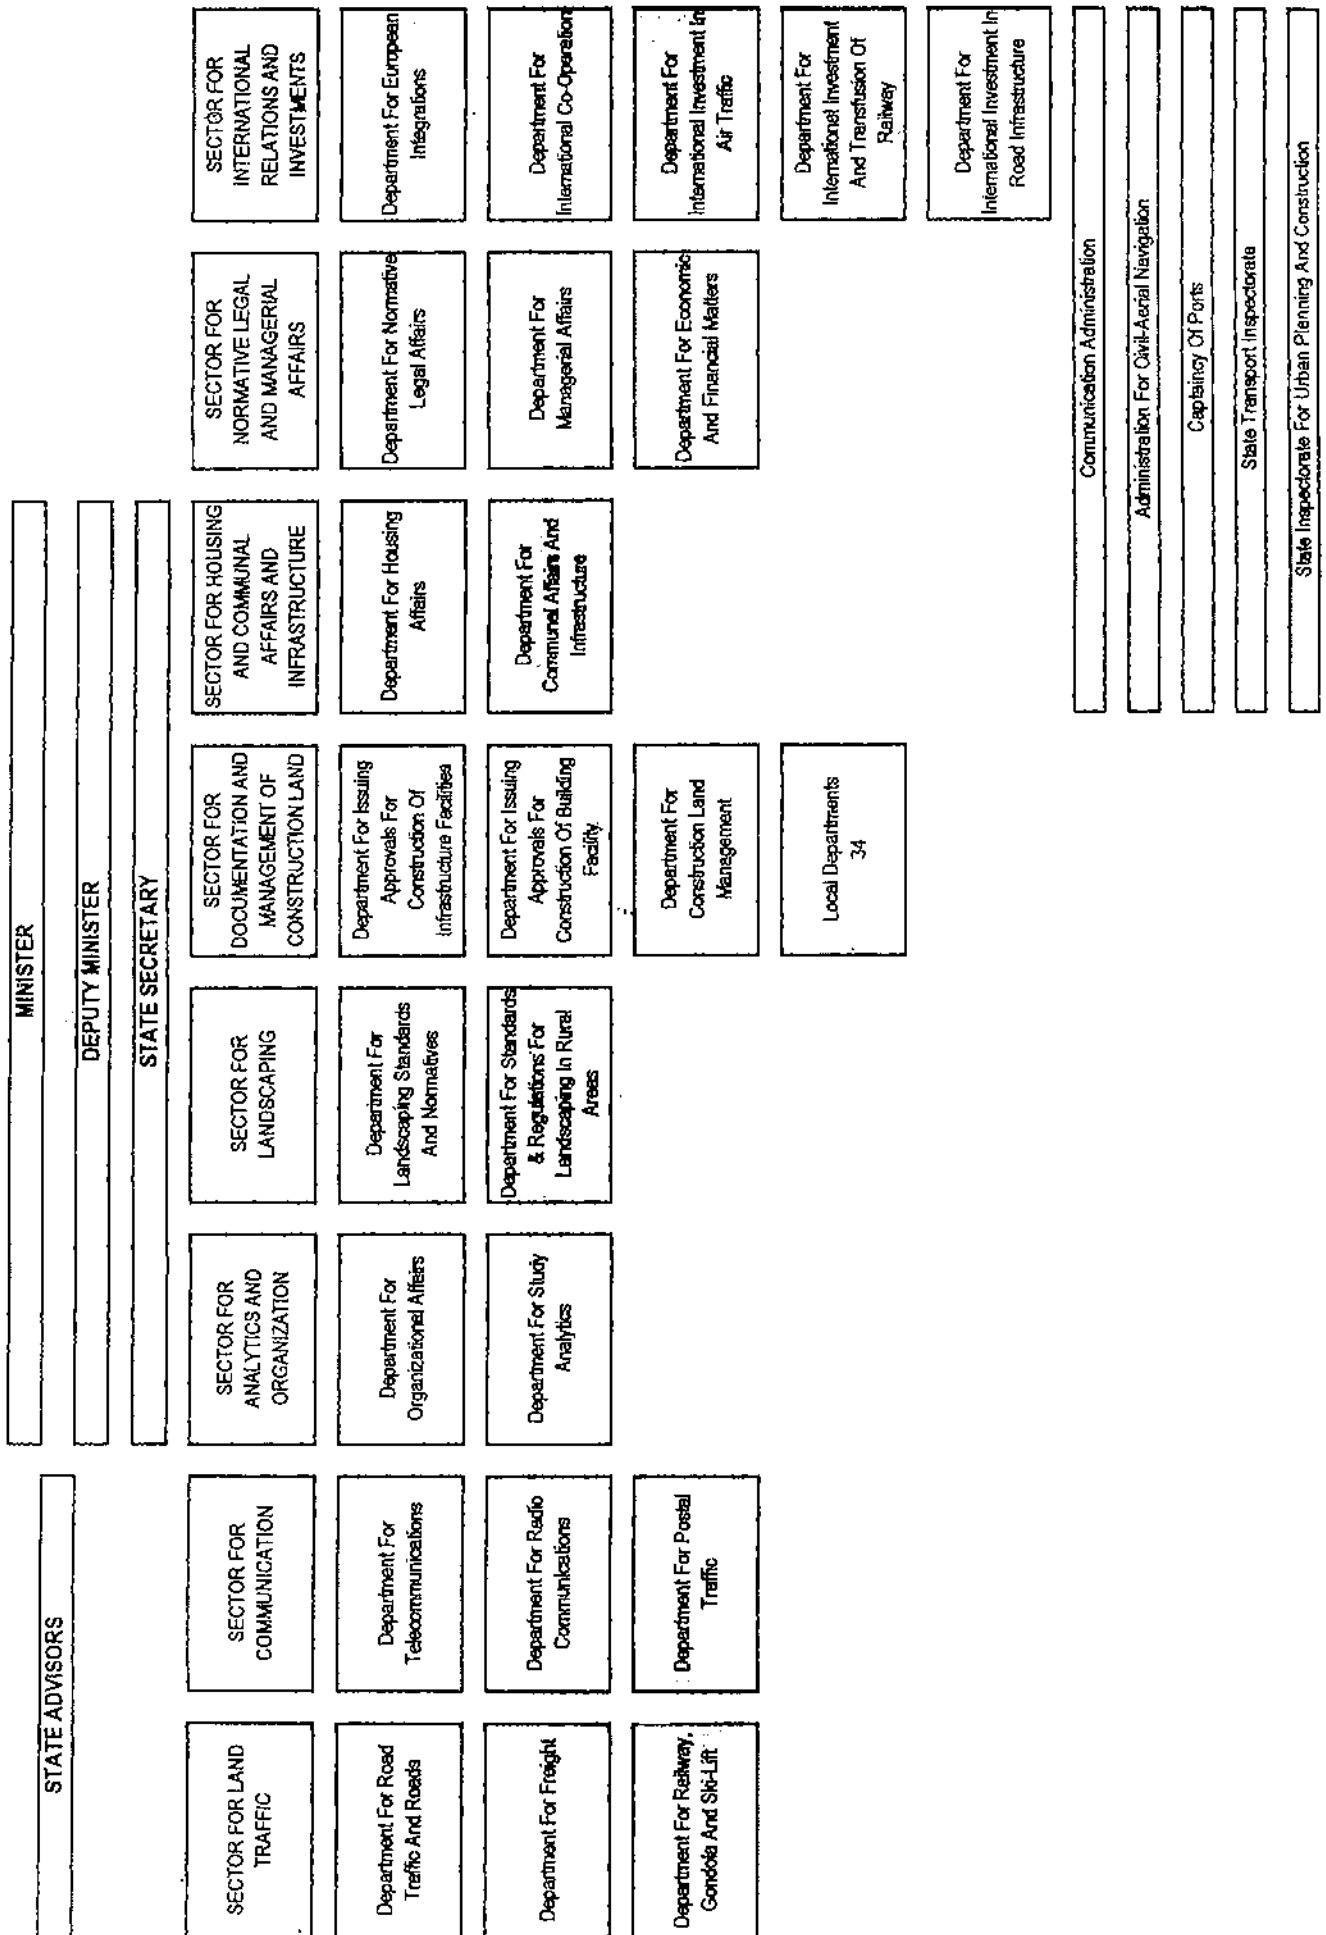 MINISTER
STATE ADVISORS
DEPUTY MINISTER
STATE SECRETARY
SECTOR FOR LAND
TRAFFIC
Department For Road
Traffic And Roads
Department For Freight
Department For Railway,
Gondola And Ski-Lift
SECTOR FOR
COMMUNICATION
Department For
Telecommunications
Department For Radio
Communications
Department For Postal
Traffic
SECTOR FOR
ANALYTICS AND
ORGANIZATION
Department For
Organizational Affairs
Department For Study
Analytics
SECTOR FOR
LANDSCAPING
Department For
Landscaping Standards
And Normatives
Department For Standards
& Regulations For
Landscaping In Rural
Areas
SECTOR FOR
DOCUMENTATION AND
MANAGEMENT OF
CONSTRUCTION LAND
Department For Issuing
Approvals For
Construction Of
Infrastructure Facilities
Department For Issuing
Approvals For
Construction Of Building
Facility.
Department For
Construction Land
Management
Local Departments
34
SECTOR FOR HOUSING
AND COMMUNAL
AFFAIRS AND
INFRASTRUCTURE
Department For Housing
Affairs
Department For
Communal Affairs And
Infrastructure
SECTOR FOR
NORMATIVE LEGAL
AND MANAGERIAL
AFFAIRS
Department For Normative
Legal Affairs
Department For
Managerial Affairs
Department For Economic
And Financial Matters
SECTOR FOR
INTERNATIONAL
RELATIONS AND
INVESTMENTS
Department For European
Integrations
Department For
International Co-Operation
Department For
International Investment In
Air Traffic
Department For
International Investment
And Transfusion Of
Railway
Department For
International Investment In
Road Infrastructure
Communication Administration
Administration For Civil-Aerial Navigation
Captaincy Of Ports
State Transport Inspectorate
State Inspectorate For Urban Planning And Construction